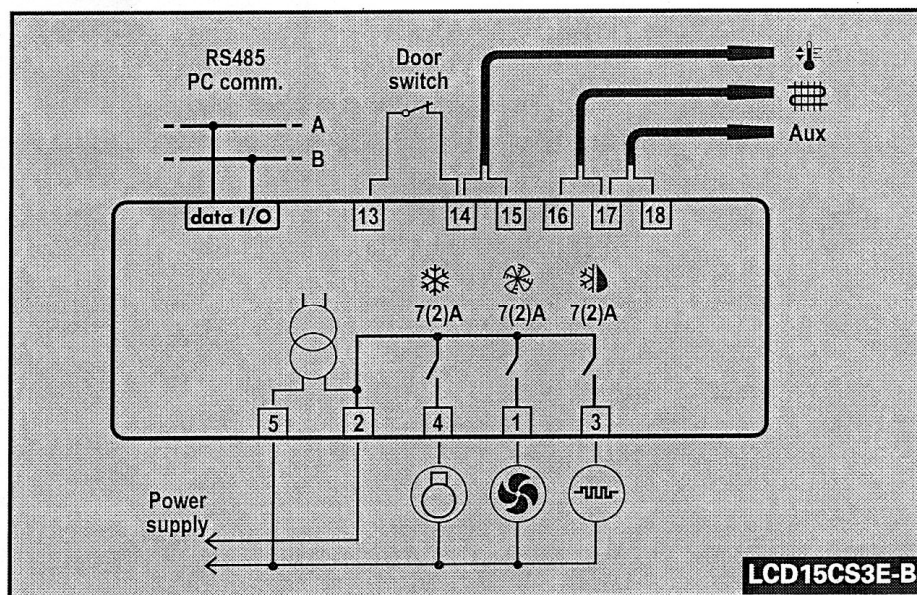 RS485
PC comm.
Door
switch
A
B
Aux
data I/O
13
14
15
16
17
18
7(2)A
7(2)A
7(2)A
5
2
4
1
3
Power
supply
LCD15CS3E-B